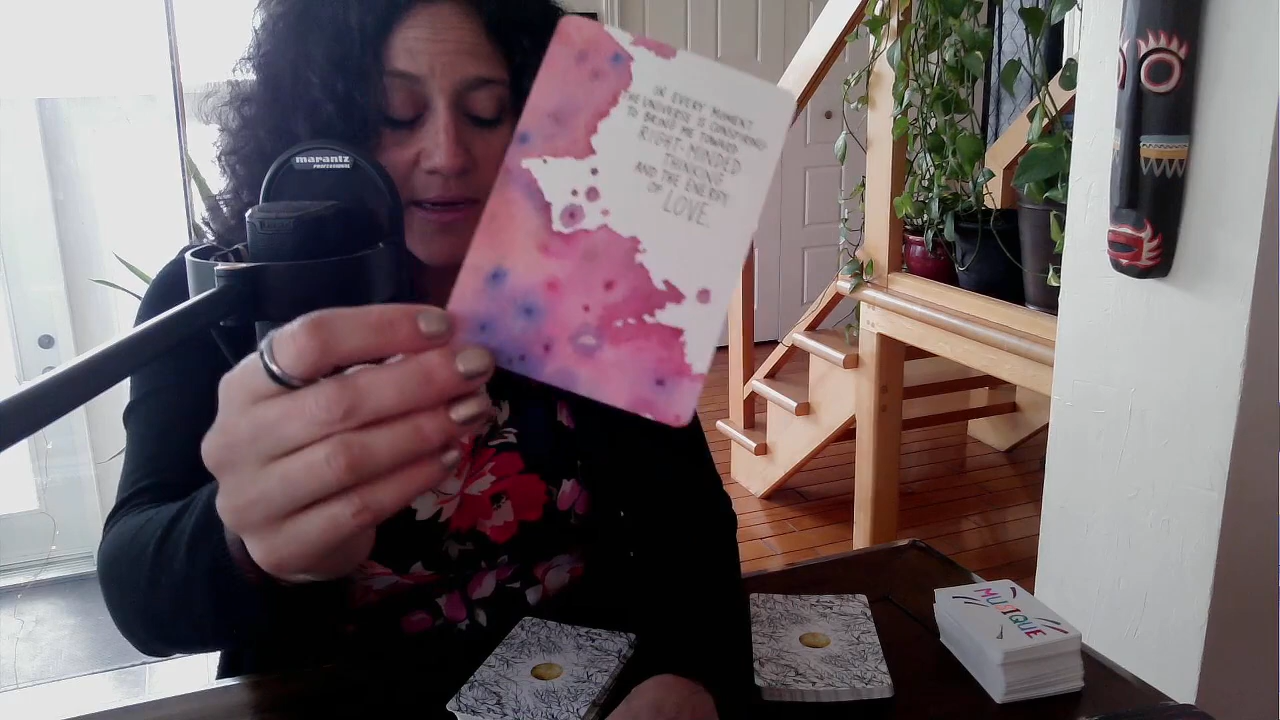 marantz
PROFESSIONAL
IN EVERY MOMENT
THE UNIVERSE IS CONSPIRING
TO BRING ME TOWARD
RIGHT-MINDED
THINKING
AND THE ENERGY
OF LOVE.
MUZIQUE